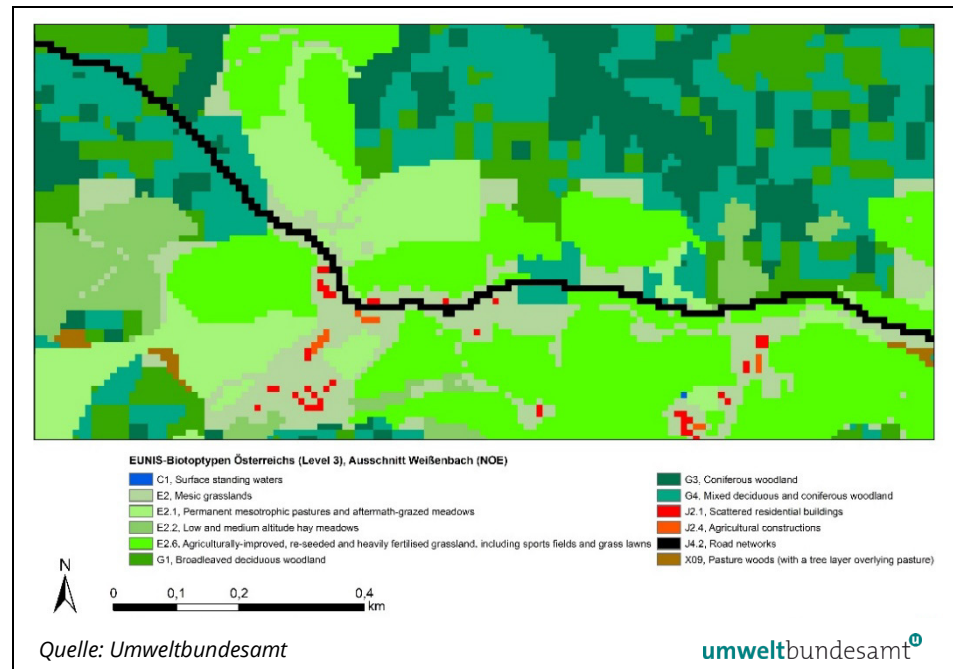 EUNIS-Biotoptypen Österreichs (Level 3), Ausschnitt Weißenbach (NOE)
C1, Surface standing waters
E2, Mesic grasslands
E2.1, Permanent mesotrophic pastures and aftermath-grazed meadows
E2.2, Low and medium altitude hay meadows
E2.6, Agriculturally-improved, re-seeded and heavily fertilised grassland. including sports fields and grass lawns
G1, Broadleaved deciduous woodland
G3, Coniferous woodland
G4, Mixed deciduous and coniferous woodland
J2.1, Scattered residential buildings
J2.4, Agricultural constructions
J4.2, Road networks
X09, Pasture woods (with a tree layer overlying pasture)
N
0 0,1 0,2 0,4
km
Quelle: Umweltbundesamt
umweltbundesamt u